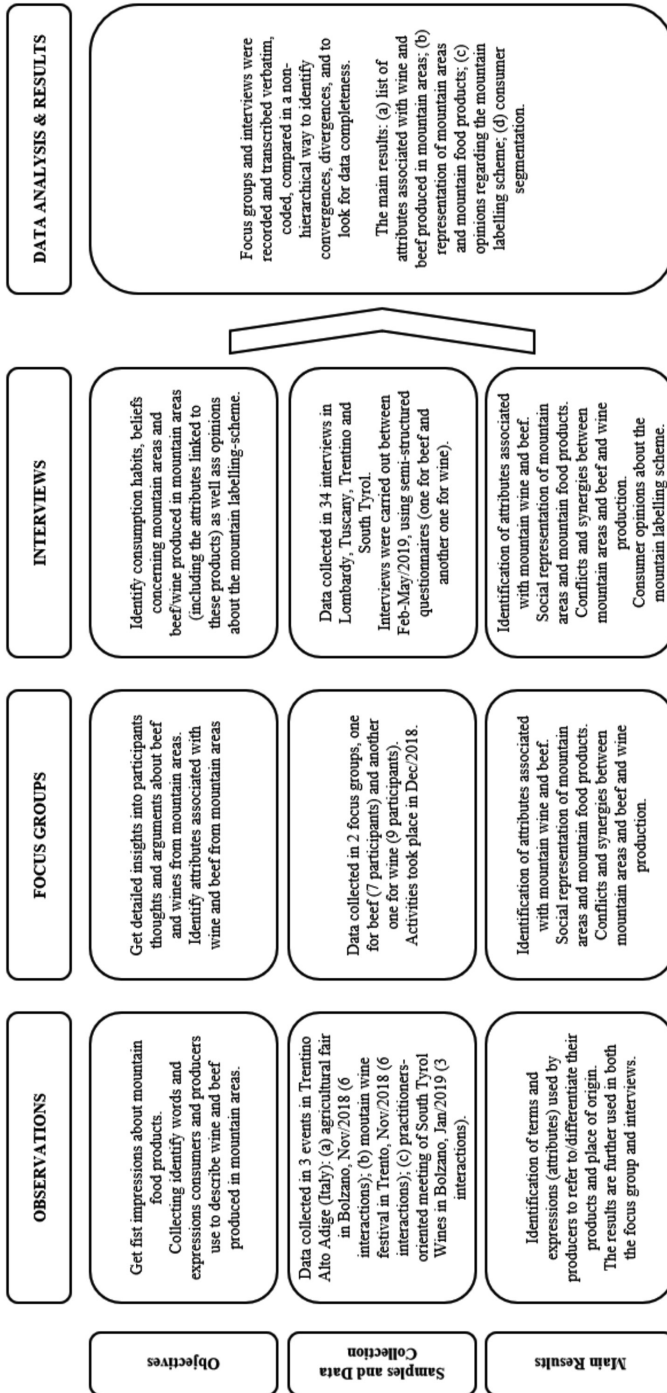 OBSERVATIONS
FOCUS GROUPS
INTERVIEWS
DATA ANALYSIS & RESULTS
Objectives
Get fist impressions about mountain
food products.
Collecting identify words and
expressions consumers and producers
use to describe wine and beef
produced in mountain areas.
Get detailed insights into participants
thoughts and arguments about beef
and wines from mountain areas.
Identify attributes associated with
wine and beef from mountain areas
Identify consumption habits, beliefs
concerning mountain areas and
beef/wine produced in mountain areas
(including the attributes linked to
these products) as well ass opinions
about the mountain labelling-scheme.
Samples and Data
Collection
Data collected in 3 events in Trentino
Alto Adige (Italy): (a) agricultural fair
in Bolzano, Nov/2018 (6
interactions); (b) moutain wine
festival in Trento, Nov/2018 (6
interactions); (c) practitioners-
oriented meeting of South Tyrol
Wines in Bolzano, Jan/2019 (3
interactions).
Data collected in 2 focus groups, one
for beef (7 participants) and another
one for wine (9 participants).
Activities took place in Dec/2018.
Data collected in 34 interviews in
Lombardy, Tuscany, Trentino and
South Tyrol.
Interviews were carried out between
Feb-May/2019, using semi-structured
questionnaires (one for beef and
another one for wine).
Main Results
Identification of terms and
expressions (attributes) used by
producers to refer to/differentiate their
products and place of origin.
The results are further used in both
the focus group and interviews.
Identification of attributes associated
with mountain wine and beef.
Social representation of mountain
areas and mountain food products.
Conflicts and synergies between
mountain areas and beef and wine
production.
Identification of attributes associated
with mountain wine and beef.
Social representation of mountain
areas and mountain food products.
Conflicts and synergies between
mountain areas and beef and wine
production.
Consumer opinions about the
mountain labelling scheme.
Focus groups and interviews were
recorded and transcribed verbatim,
coded, compared in a non-
hierarchical way to identify
convergences, divergences, and to
look for data completeness.
The main results: (a) list of
attributes associated with wine and
beef produced in mountain areas; (b)
representation of mountain areas
and mountain food products; (c)
opinions regarding the mountain
labelling scheme; (d) consumer
segmentation.